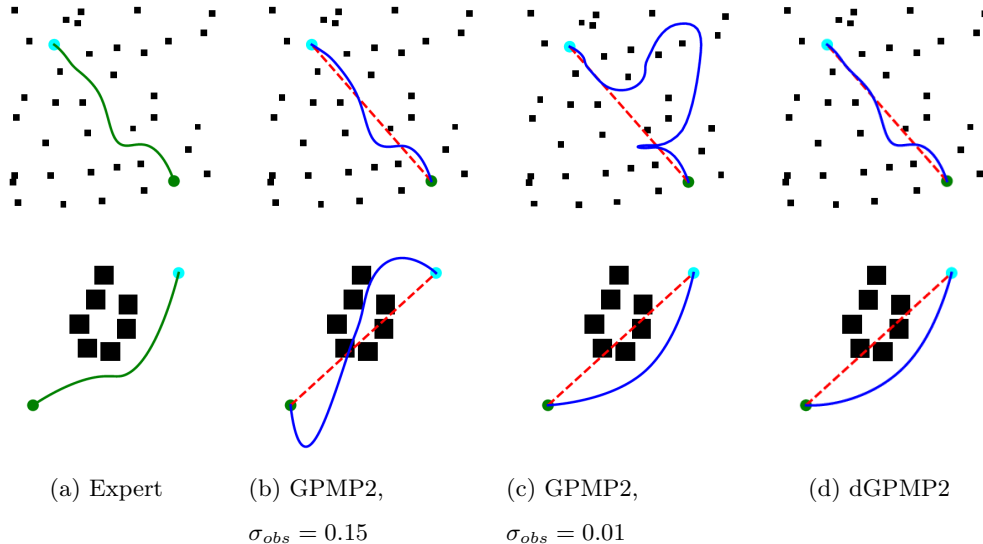 (a) Expert
(b) GPMP2,
σ_obs = 0.15
(c) GPMP2,
σ_obs = 0.01
(d) dGPMP2